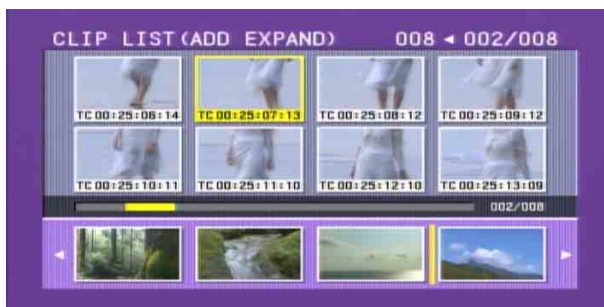 CLIP LIST(ADD EXPAND) 008 ◄ 002/008
TC 00:25:06:14 TC 00:25:07:13 TC 00:25:08:12 TC 00:25:09:12
TC 00:25:10:11 TC 00:25:11:10 TC 00:25:12:10 TC 00:25:13:09
002/008